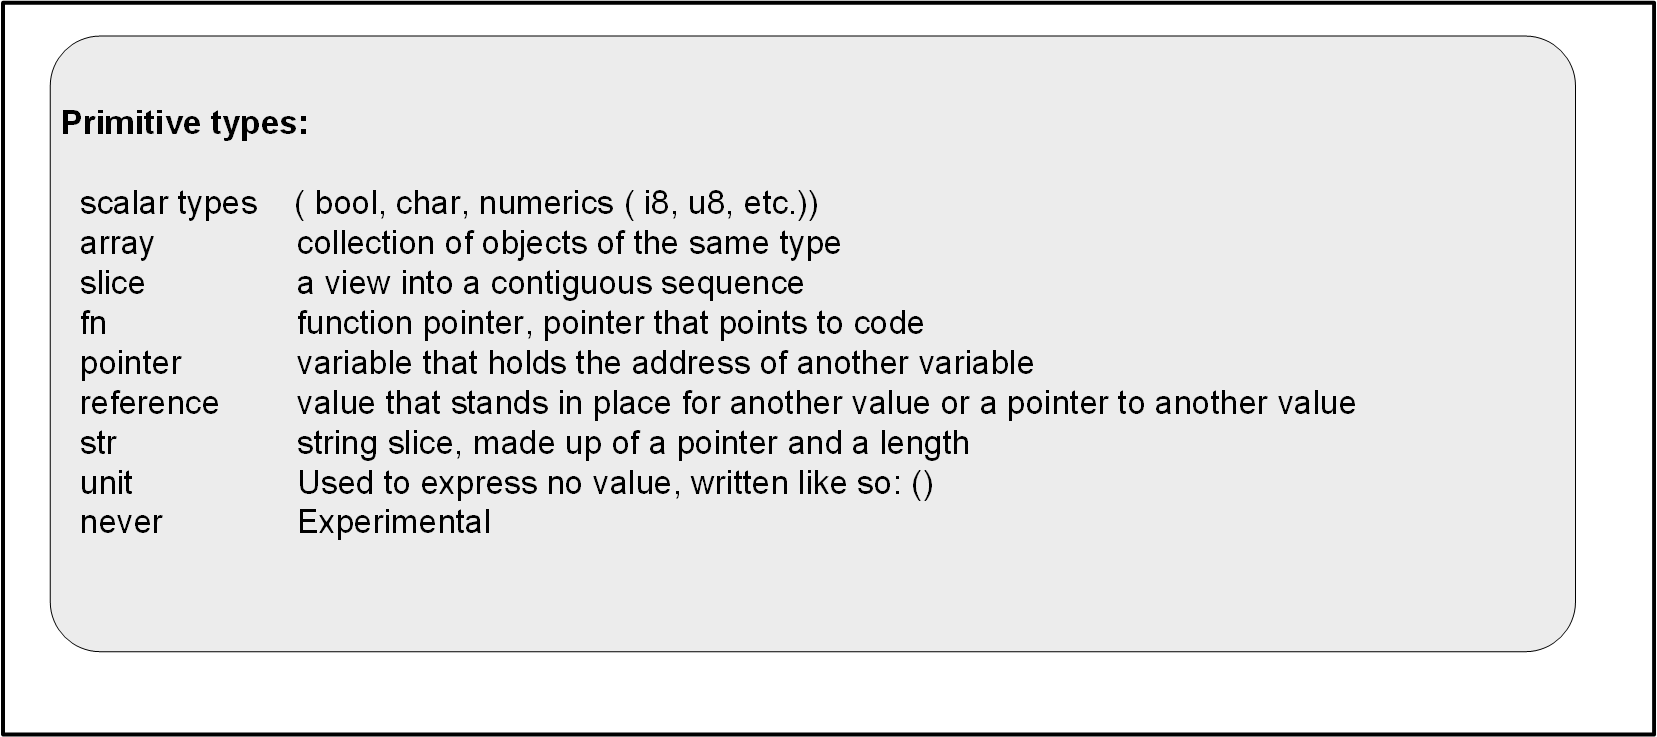 Primitive types:
scalar types ( bool, char, numerics ( i8, u8, etc.))
array collection of objects of the same type
slice a view into a contiguous sequence
fn function pointer, pointer that points to code
pointer variable that holds the address of another variable
reference value that stands in place for another value or a pointer to another value
str string slice, made up of a pointer and a length
unit Used to express no value, written like so: ()
never Experimental